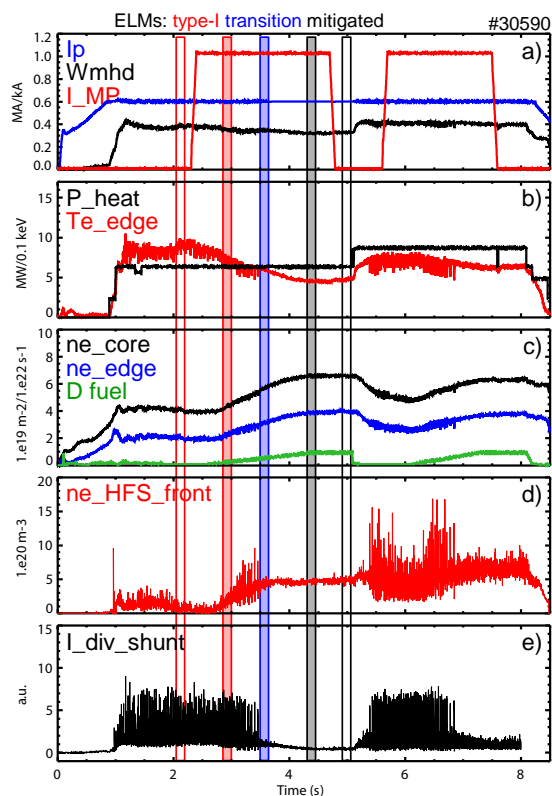 ELMs: type-I transition mitigated #30590
1.2
1.0
0.8
0.6
0.4
0.2
0.0
MA/kA
Ip
Wmhd
I_MP
a)
15
10
5
0
MW/0.1 keV
P_heat
Te_edge
b)
10
8
6
4
2
0
1.e19 m-2/1.e22 s-1
ne_core
ne_edge
D fuel
c)
20
15
10
5
0
1.e20 m-3
ne_HFS_front
d)
15
10
5
0
a.u.
I_div_shunt
e)
0 2 4 6 8
Time (s)